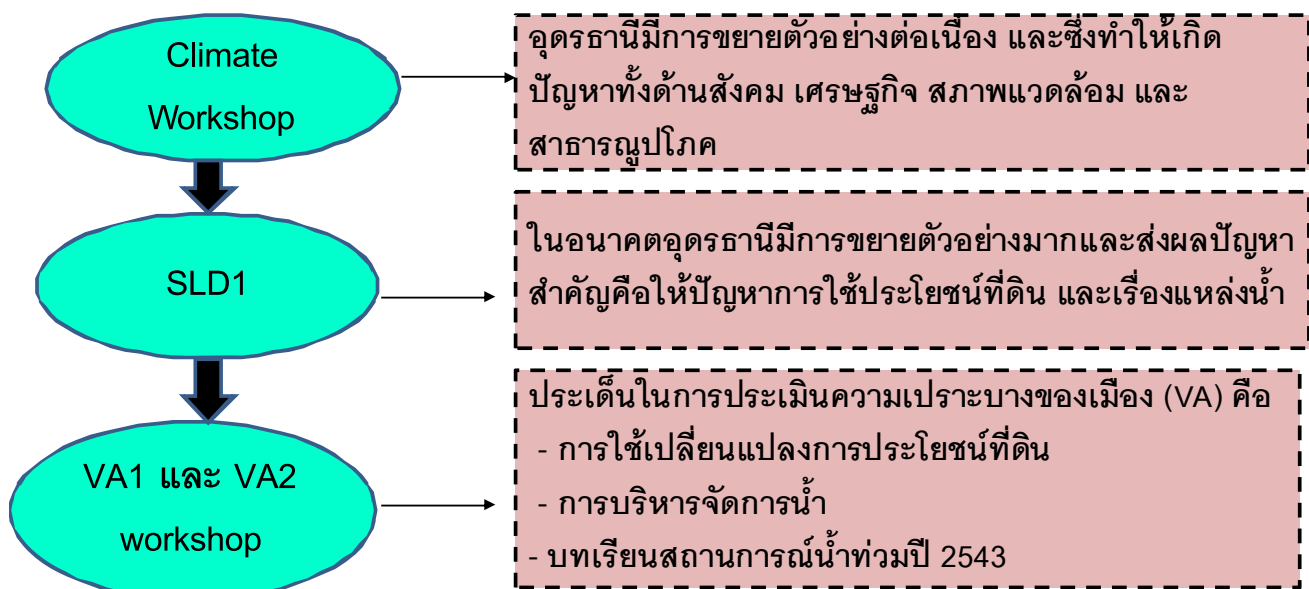 Climate
Workshop
อุดรธานีมีการขยายตัวอย่างต่อเนื่อง และซึ่งทำให้เกิด
ปัญหาทั้งด้านสังคม เศรษฐกิจ สภาพแวดล้อม และ
สาธารณูปโภค
SLD1
ในอนาคตอุดรธานีมีการขยายตัวอย่างมากและส่งผลปัญหา
สำคัญคือให้ปัญหาการใช้ประโยชน์ที่ดิน และเรื่องแหล่งน้ำ
VA1 และ VA2
workshop
ประเด็นในการประเมินความเปราะบางของเมือง (VA) คือ
- การใช้เปลี่ยนแปลงการประโยชน์ที่ดิน
- การบริหารจัดการน้ำ
- บทเรียนสถานการณ์น้ำท่วมปี 2543